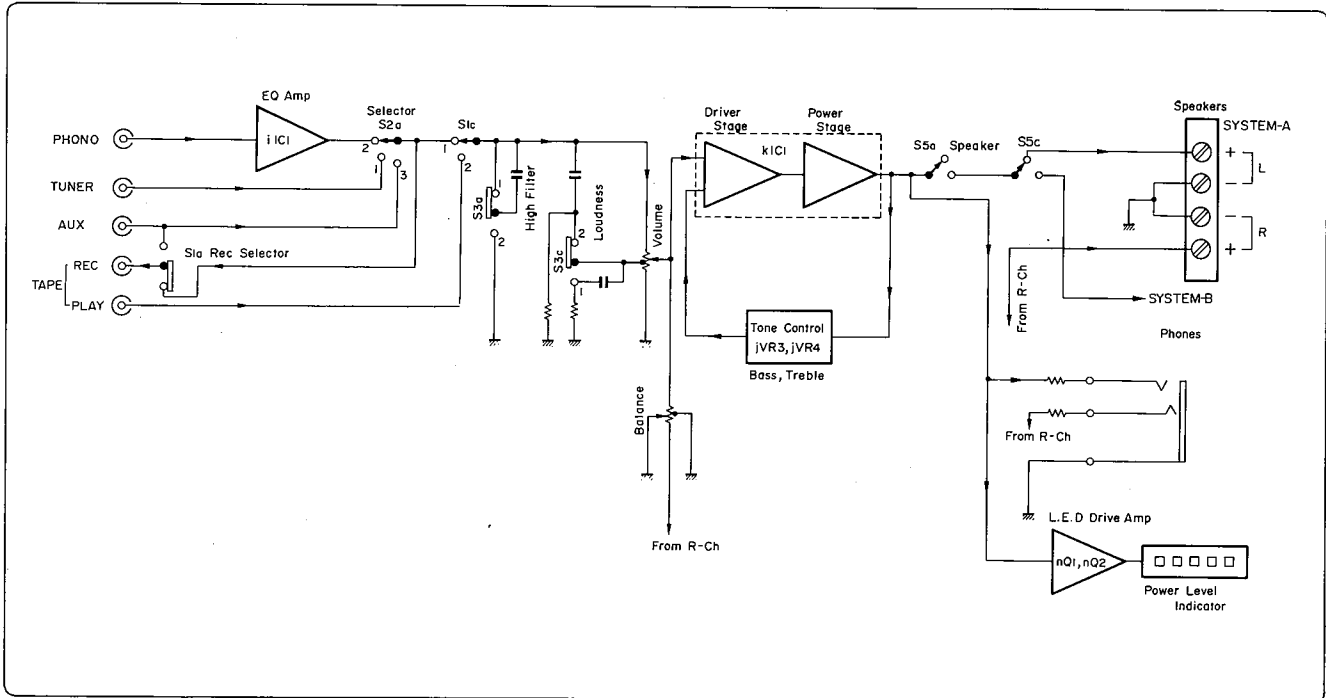 EQ Amp
i IC1
PHONO
TUNER
AUX
TAPE
REC
PLAY
S1a Rec Selector
Selector
S2a
2
1
3
S1c
1
2
S3a
1
2
High Filter
Loudness
S3c
2
1
Volume
Balance
From R-Ch
Driver
Stage
Power
Stage
kIC1
Tone Control
jVR3, jVR4
Bass, Treble
S5a
Speaker
S5c
Speakers
SYSTEM-A
+
L
-
-
R
+
From R-Ch
SYSTEM-B
Phones
From R-Ch
L.E.D Drive Amp
nQ1, nQ2
Power Level
Indicator